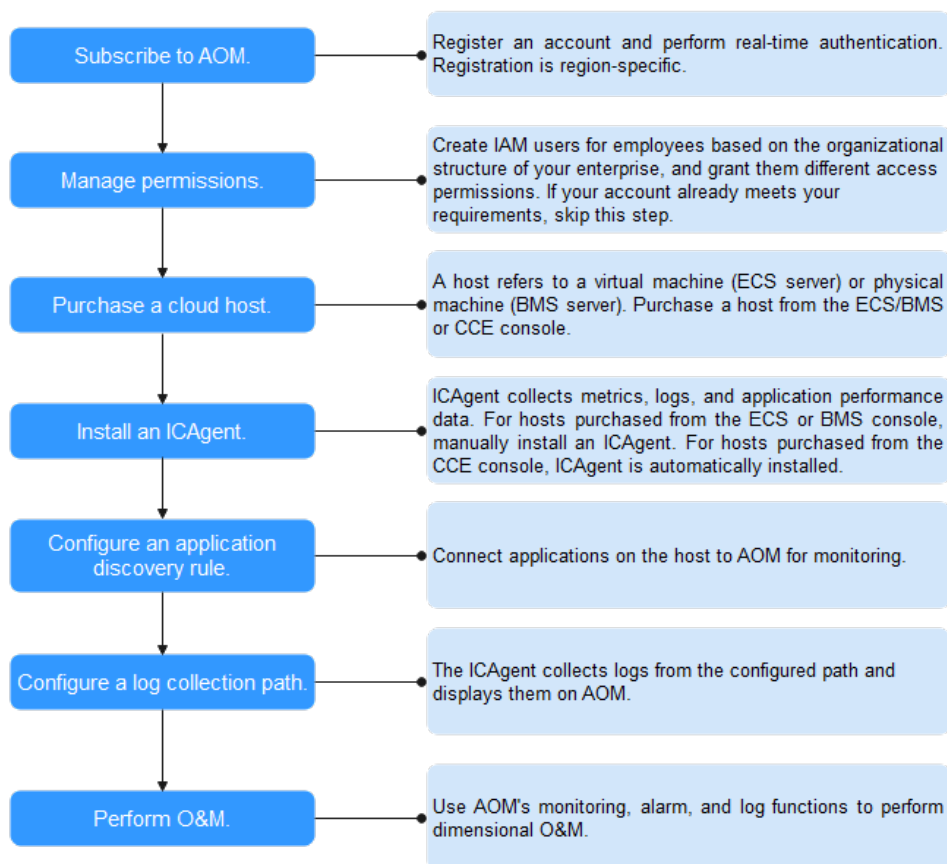 Subscribe to AOM.
Register an account and perform real-time authentication.
Registration is region-specific.
Manage permissions.
Create IAM users for employees based on the organizational
structure of your enterprise, and grant them different access
permissions. If your account already meets your
requirements, skip this step.
Purchase a cloud host.
A host refers to a virtual machine (ECS server) or physical
machine (BMS server). Purchase a host from the ECS/BMS
or CCE console.
Install an ICAgent.
ICAgent collects metrics, logs, and application performance
data. For hosts purchased from the ECS or BMS console,
manually install an ICAgent. For hosts purchased from the
CCE console, ICAgent is automatically installed.
Configure an application
discovery rule.
Connect applications on the host to AOM for monitoring.
Configure a log collection path.
The ICAgent collects logs from the configured path and
displays them on AOM.
Perform O&M.
Use AOM's monitoring, alarm, and log functions to perform
dimensional O&M.